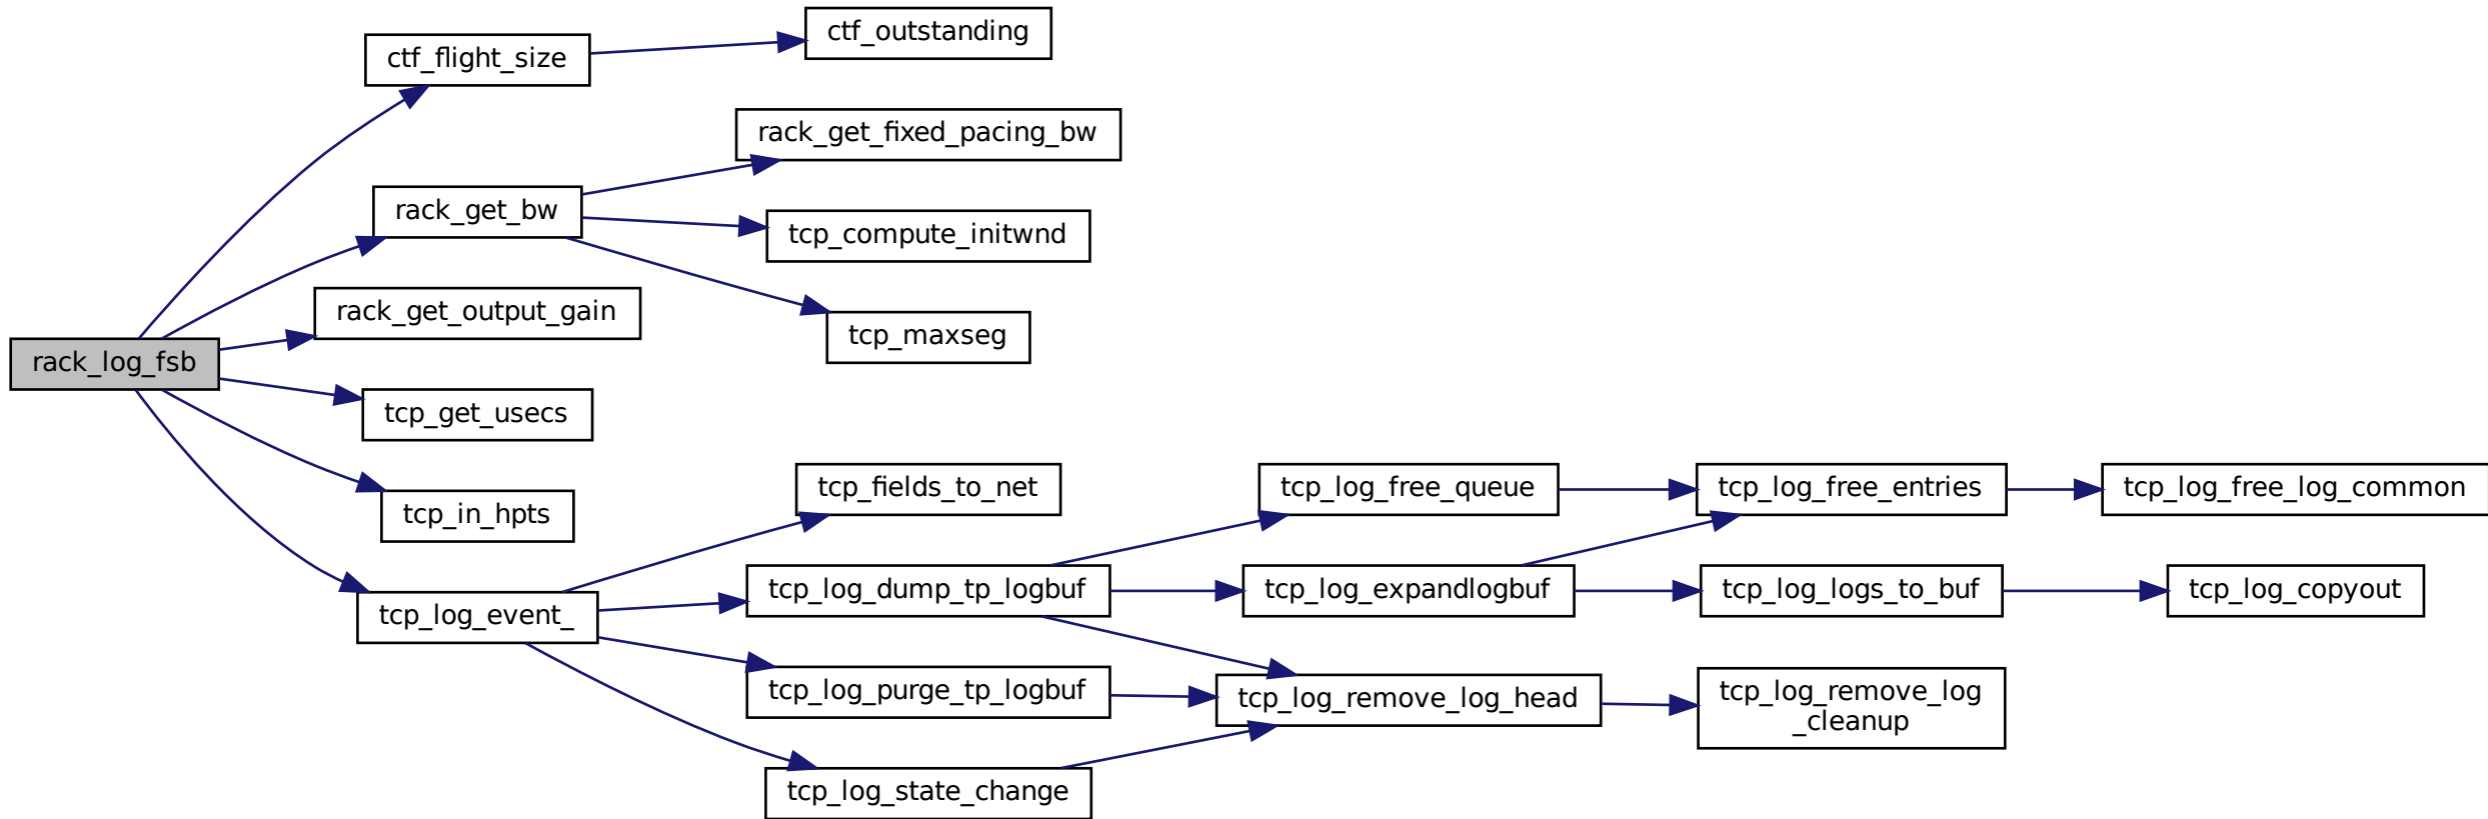 ctf_outstanding
ctf_flight_size
rack_get_fixed_pacing_bw
rack_get_bw
tcp_compute_initwnd
rack_get_output_gain
tcp_maxseg
rack_log_fsb
tcp_get_usecs
tcp_fields_to_net
tcp_log_free_queue
tcp_log_free_entries
tcp_log_free_log_common
tcp_in_hpts
tcp_log_dump_tp_logbuf
tcp_log_expandlogbuf
tcp_log_logs_to_buf
tcp_log_copyout
tcp_log_event_
tcp_log_purge_tp_logbuf
tcp_log_remove_log_head
tcp_log_remove_log
_cleanup
tcp_log_state_change